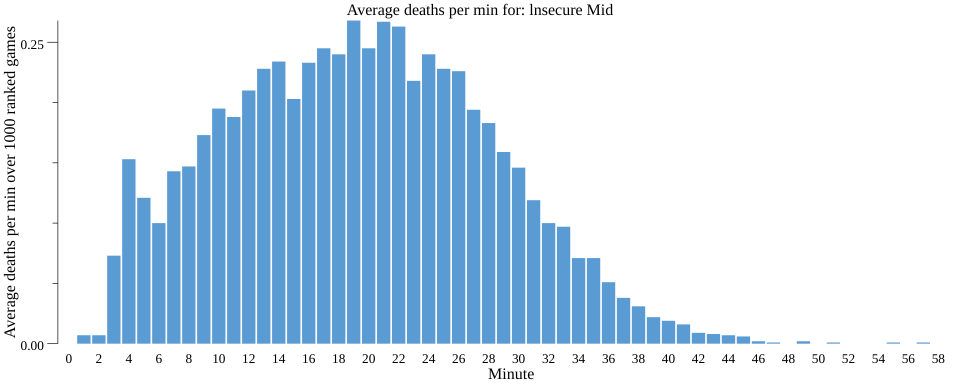 Average deaths per min for: lnsecure Mid
Average deaths per min over 1000 ranked games
0.25
0.00
0 2 4 6 8 10 12 14 16 18 20 22 24 26 28 30 32 34 36 38 40 42 44 46 48 50 52 54 56 58
Minute